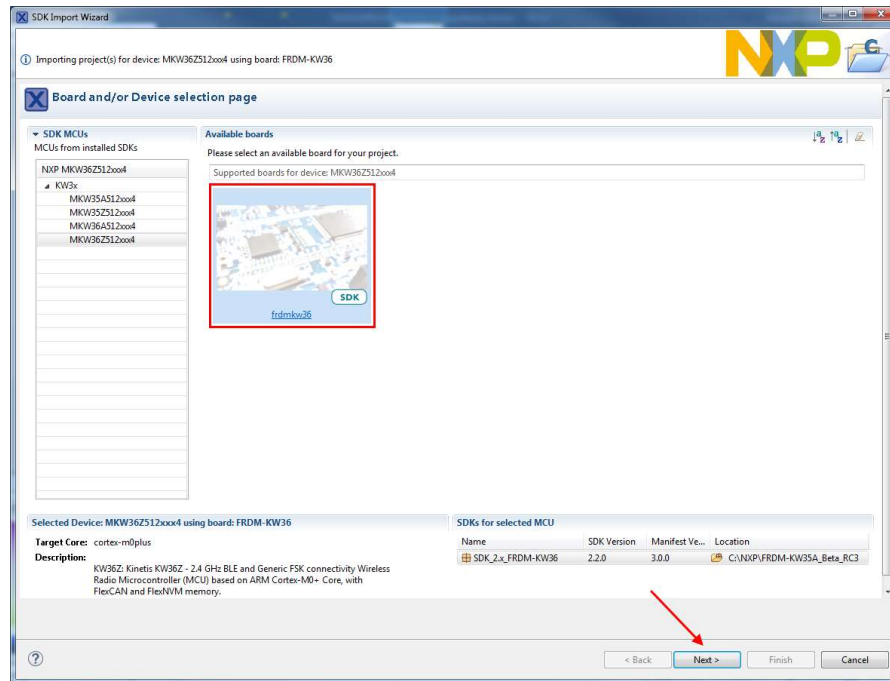 SDK Import Wizard
Importing project(s) for device: MKW36Z512xxx4 using board: FRDM-KW36
NXP
Board and/or Device selection page
SDK MCUs
MCUs from installed SDKs
NXP MKW36Z512xxx4
KW3x
MKW35A512xxx4
MKW35Z512xxx4
MKW36A512xxx4
MKW36Z512xxx4
Available boards
Please select an available board for your project.
Supported boards for device: MKW36Z512xxx4
SDK
frdmkw36
Selected Device: MKW36Z512xxx4 using board: FRDM-KW36
Target Core: cortex-m0plus
Description:
KW36Z: Kinetis KW36Z - 2.4 GHz BLE and Generic FSK connectivity Wireless
Radio Microcontroller (MCU) based on ARM Cortex-M0+ Core, with
FlexCAN and FlexNVM memory.
SDKs for selected MCU
Name SDK Version Manifest Ve... Location
SDK_2.x_FRDM-KW36 2.2.0 3.0.0 C:\NXP\FRDM-KW35A_Beta_RC3
< Back Next > Finish Cancel